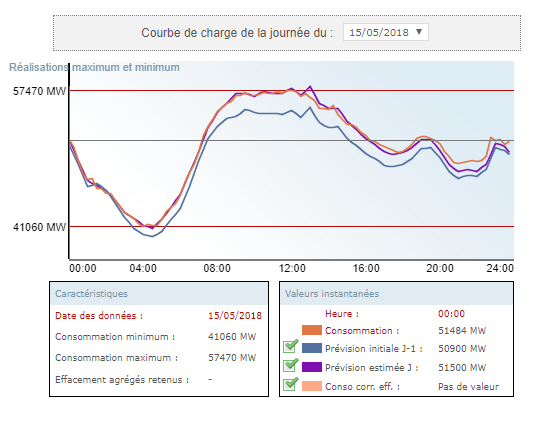 Courbe de charge de la journée du : 15/05/2018
Réalisations maximum et minimum
57470 MW
41060 MW
00:00 04:00 08:00 12:00 16:00 20:00 24:00
Caractéristiques
Date des données : 15/05/2018
Consommation minimum : 41060 MW
Consommation maximum : 57470 MW
Effacement agrégés retenus : -
Valeurs instantanées
Heure : 00:00
Consommation : 51484 MW
Prévision initiale J-1 : 50900 MW
Prévision estimée J : 51500 MW
Conso corr. eff. : Pas de valeur